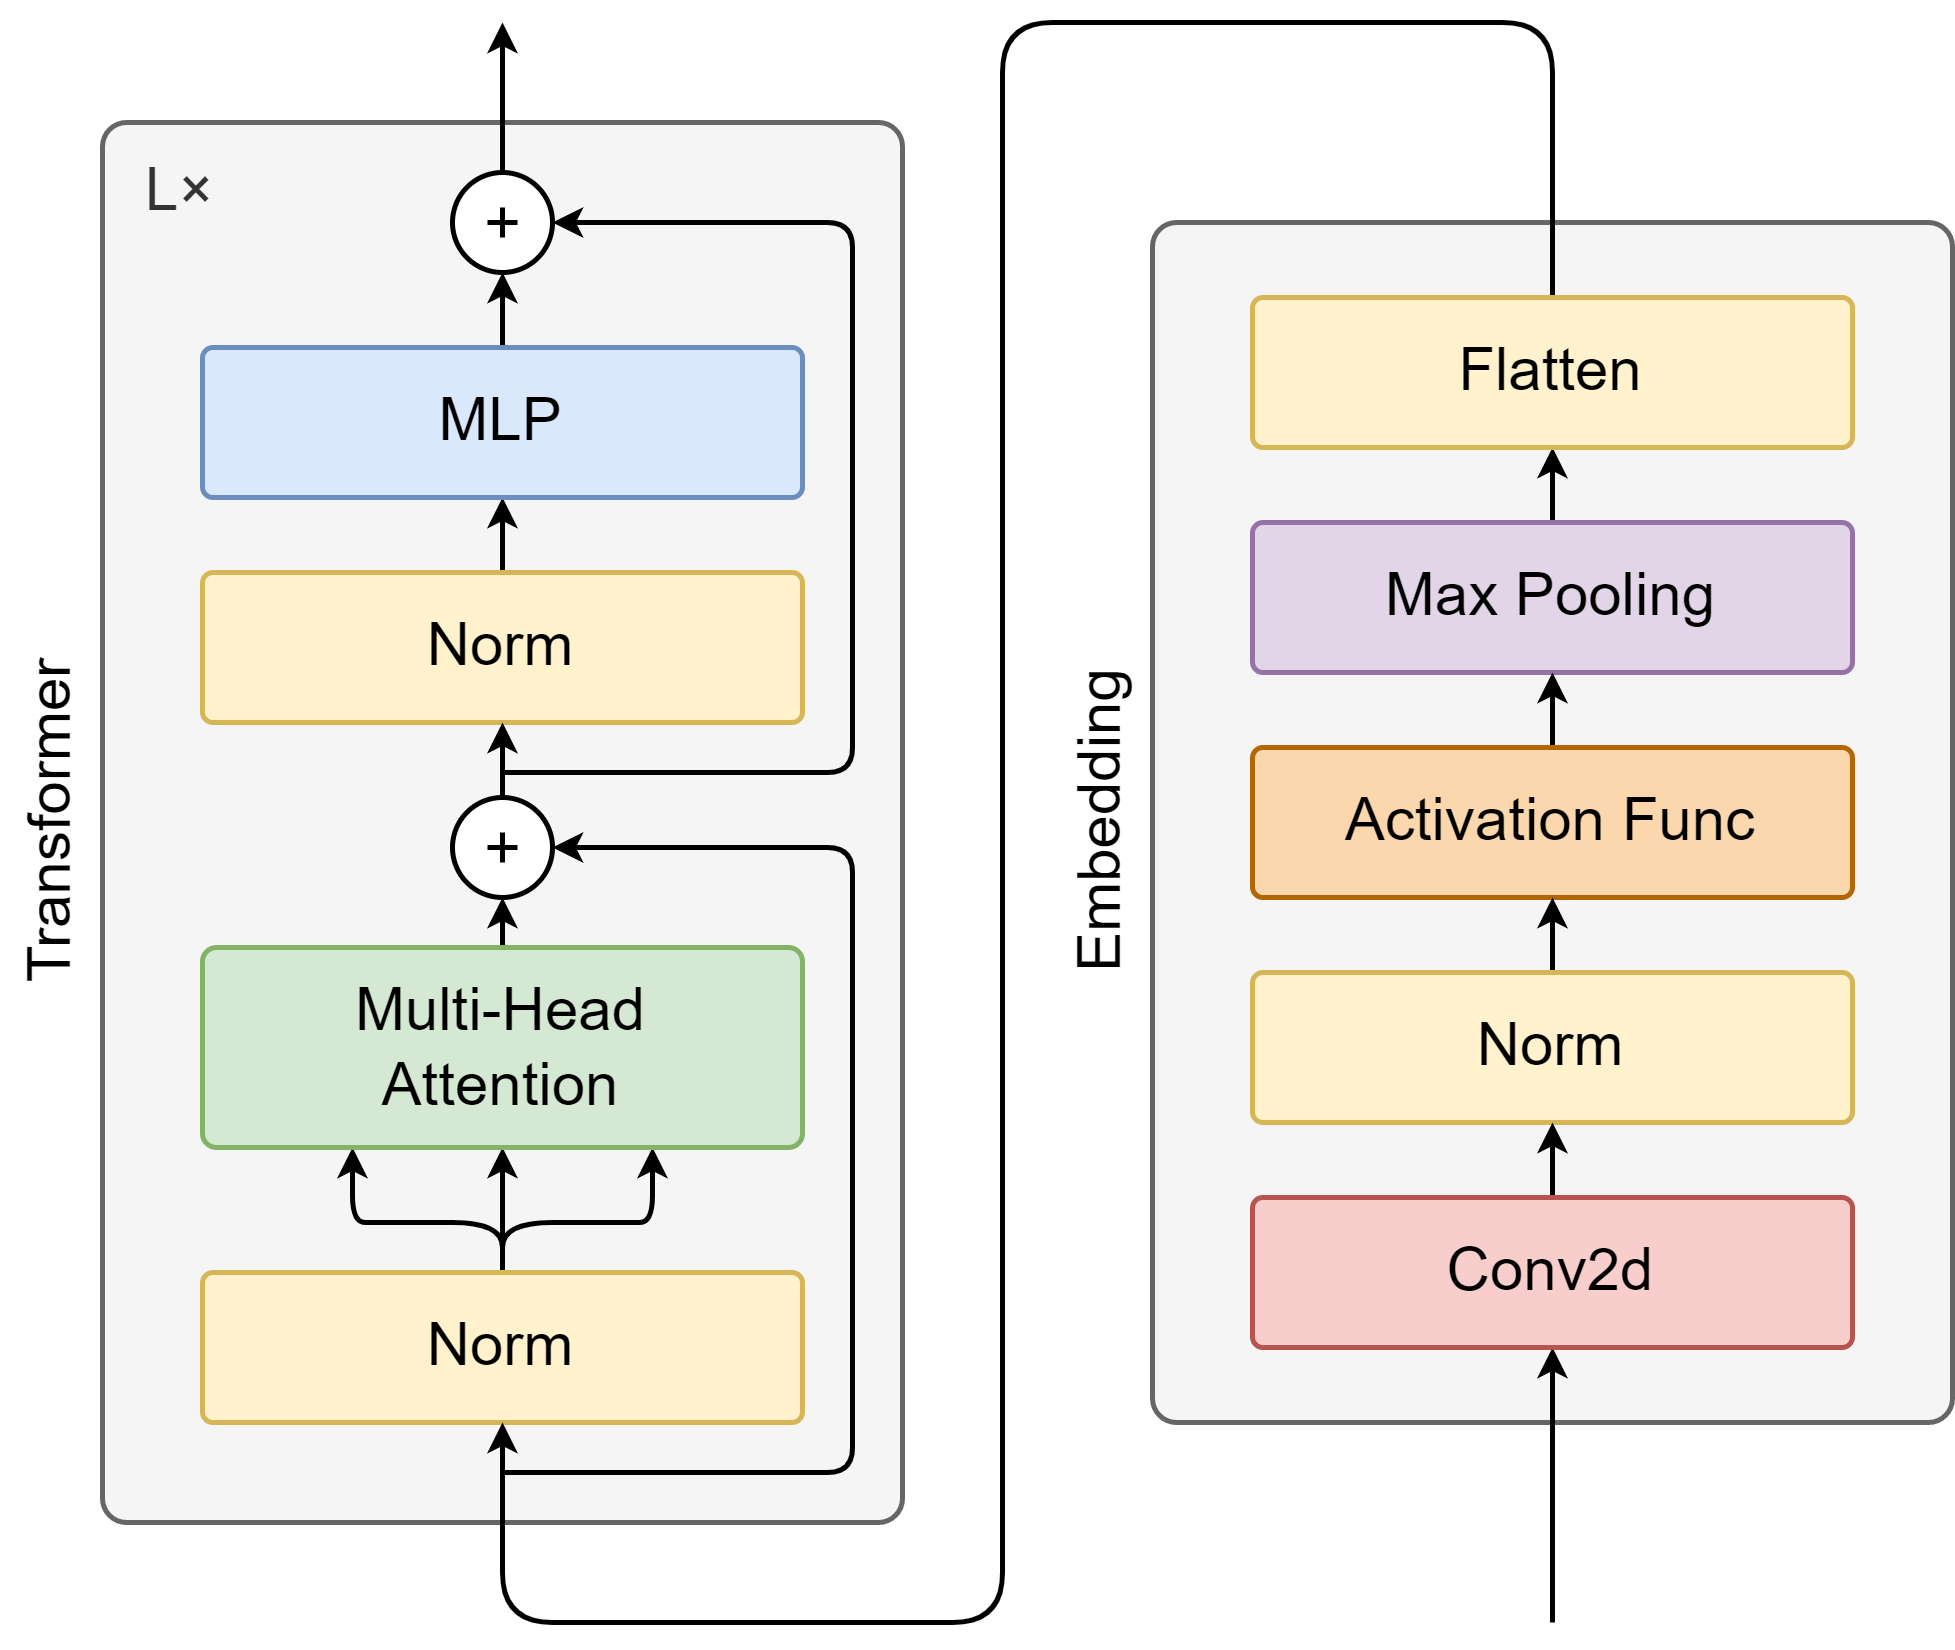 Transformer
L×
+
MLP
Norm
+
Multi-Head
Attention
Norm
Embedding
Flatten
Max Pooling
Activation Func
Norm
Conv2d